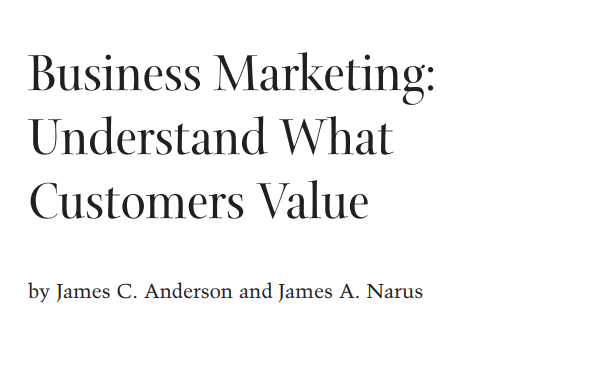 Business Marketing:
Understand What
Customers Value
by James C. Anderson and James A. Narus